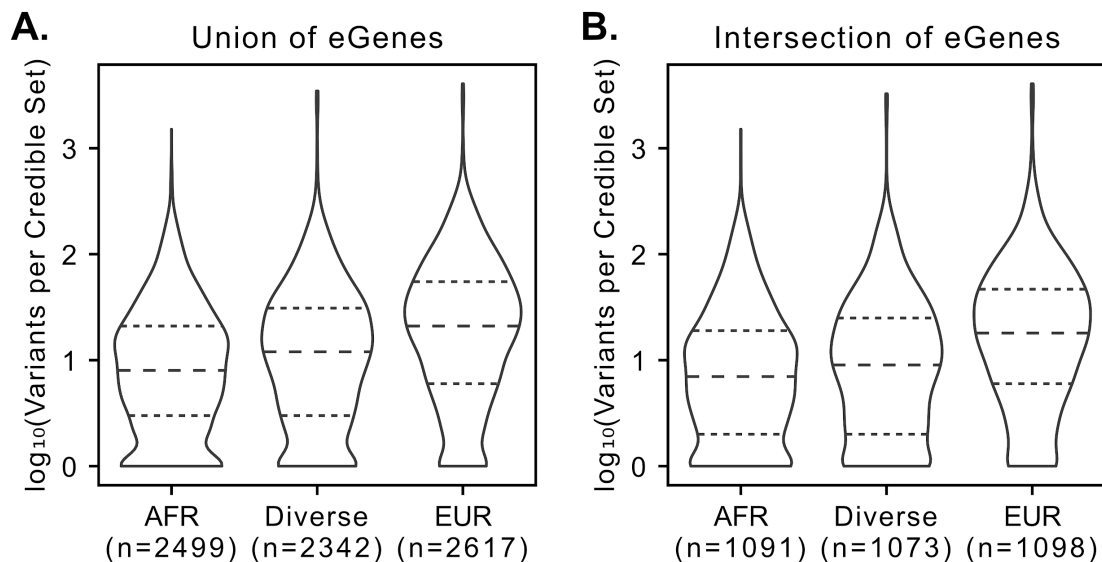 A.
Union of eGenes
log₁₀(Variants per Credible Set)
3
2
1
0
AFR Diverse EUR
(n=2499) (n=2342) (n=2617)
B.
Intersection of eGenes
log₁₀(Variants per Credible Set)
3
2
1
0
AFR Diverse EUR
(n=1091) (n=1073) (n=1098)